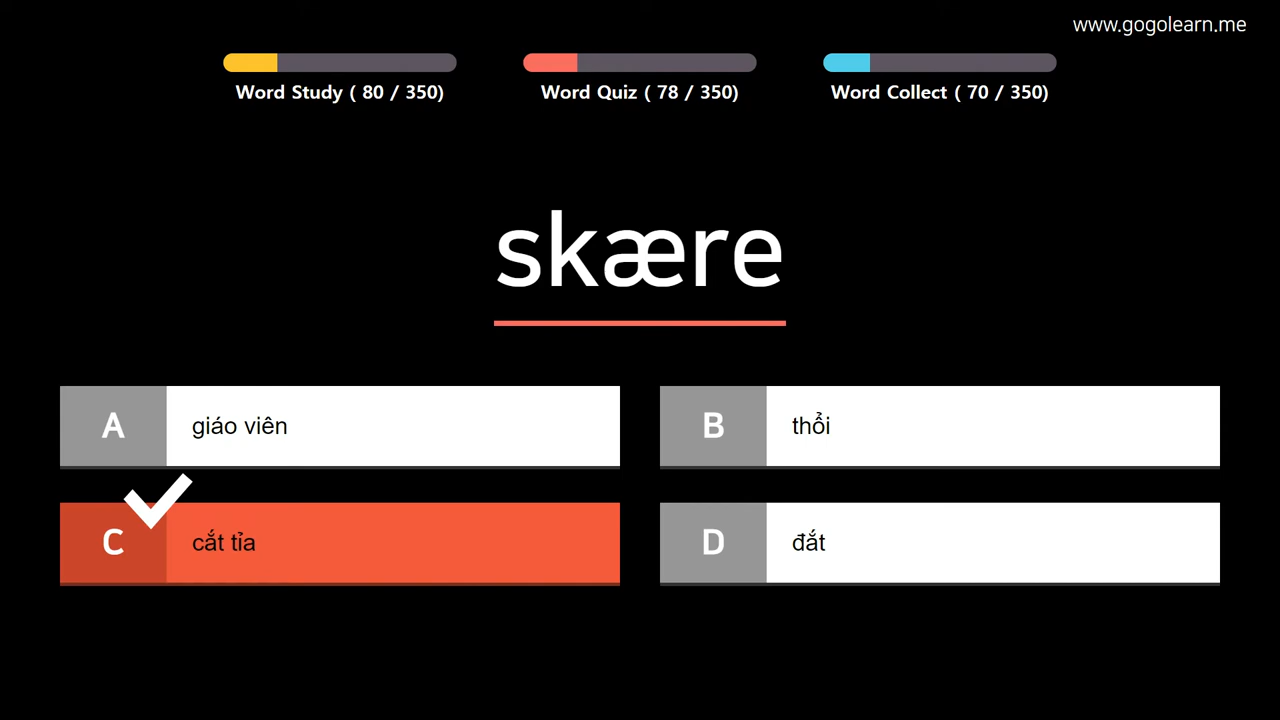 www.gogolearn.me
Word Study ( 80 / 350)
Word Quiz ( 78 / 350)
Word Collect ( 70 / 350)
skære
A giáo viên
B thổi
C cắt tỉa
D đắt